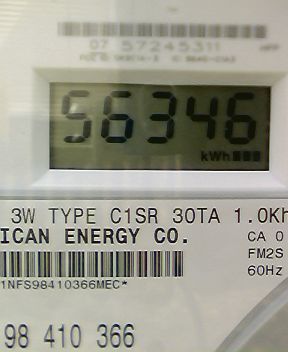 07 57245311
56346
kWh
3W TYPE C1SR 30TA 1.0Kh
ICAN ENERGY CO.
CA 0
FM2S
60Hz
1NFS98410366MEC*
98 410 366